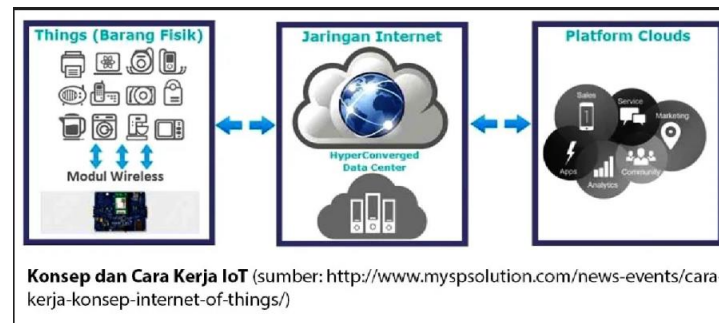 Things (Barang Fisik)
Modul Wireless
Jaringan Internet
HyperConverged
Data Center
Platform Clouds
Sales
Service
Marketing
Apps
Analytics
Community
Konsep dan Cara Kerja IoT (sumber: http://www.myspsolution.com/news-events/cara-
kerja-konsep-internet-of-things/)